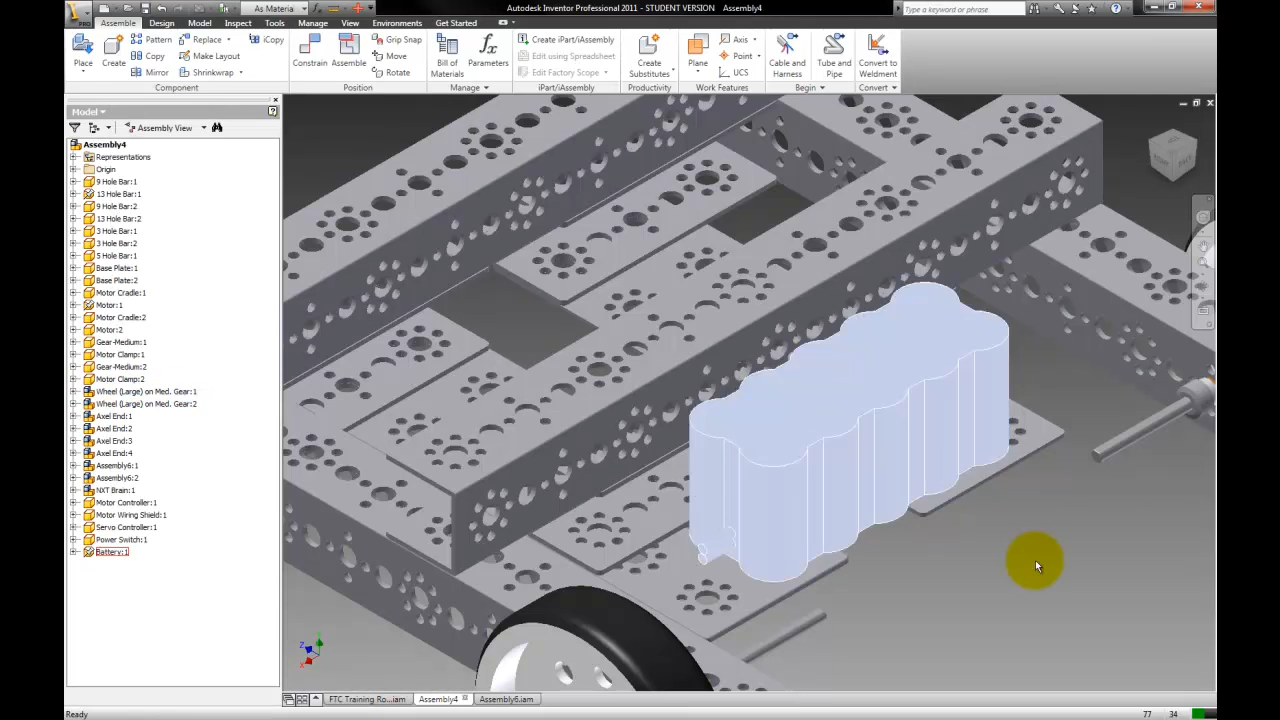 PRO
As Materia
Autodesk Inventor Professional 2011 - STUDENT VERSION Assembly4
Type a keyword or phrase
Assemble Design Model Inspect Tools Manage View Environments Get Started
Place
Create
Pattern
Copy
Mirror
Replace
Make Layout
Shrinkwrap
iCopy
Component
Constrain
Assemble
Grip Snap
Move
Rotate
Position
Bill of
Materials
Parameters
Manage
Create iPart/iAssembly
Edit using Spreadsheet
Edit Factory Scope
iPart/iAssembly
Create
Substitutes
Productivity
Plane
Axis
Point
UCS
Work Features
Cable and
Harness
Tube and
Pipe
Begin
Convert to
Weldment
Convert
Model
Assembly View
Assembly4
Representations
Origin
9 Hole Bar:1
13 Hole Bar:1
9 Hole Bar:2
13 Hole Bar:2
3 Hole Bar:1
3 Hole Bar:2
5 Hole Bar:1
Base Plate:1
Base Plate:2
Motor Cradle:1
Motor:1
Motor Cradle:2
Motor:2
Gear-Medium:1
Motor Clamp:1
Gear-Medium:2
Motor Clamp:2
Wheel (Large) on Med. Gear:1
Wheel (Large) on Med. Gear:2
Axel End:1
Axel End:2
Axel End:3
Axel End:4
Assembly6:1
Assembly6:2
NXT Brain:1
Motor Controller:1
Motor Wiring Shield:1
Servo Controller:1
Power Switch:1
Battery:1
FTC Training Ro...iam Assembly4 Assembly6.iam
Ready
77 34